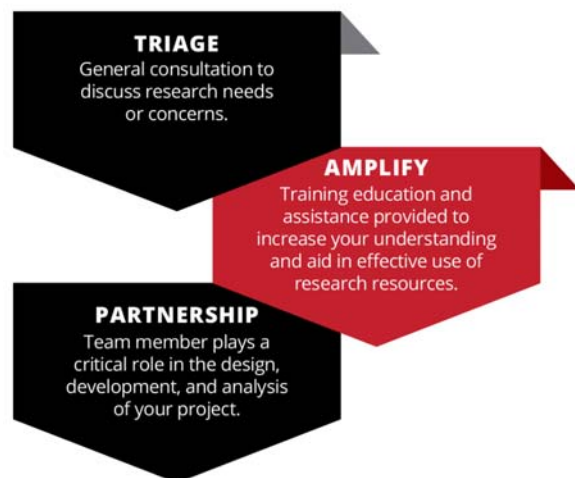 TRIAGE
General consultation to
discuss research needs
or concerns.
AMPLIFY
Training education and
assistance provided to
increase your understanding
and aid in effective use of
research resources.
PARTNERSHIP
Team member plays a
critical role in the design,
development, and analysis
of your project.